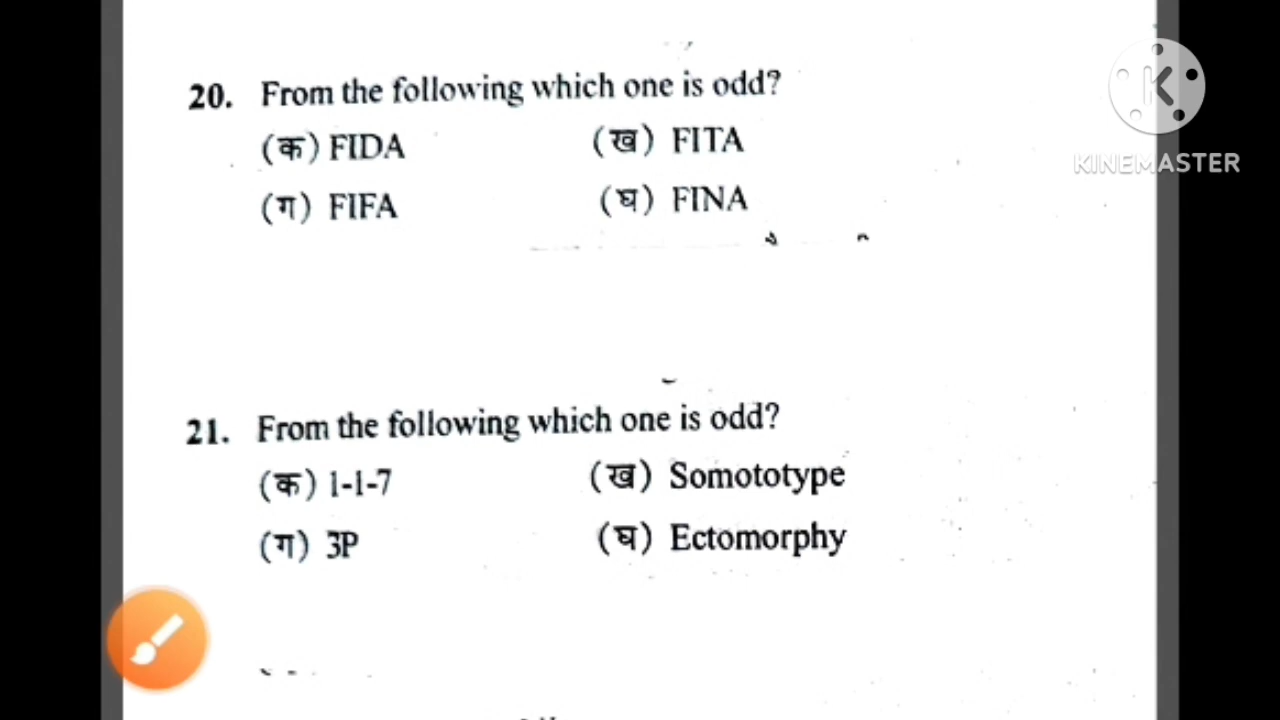 20. From the following which one is odd?
(क) FIDA (ख) FITA
(ग) FIFA (घ) FINA
KINEMASTER
21. From the following which one is odd?
(क) 1-1-7 (ख) Somototype
(ग) 3P (घ) Ectomorphy